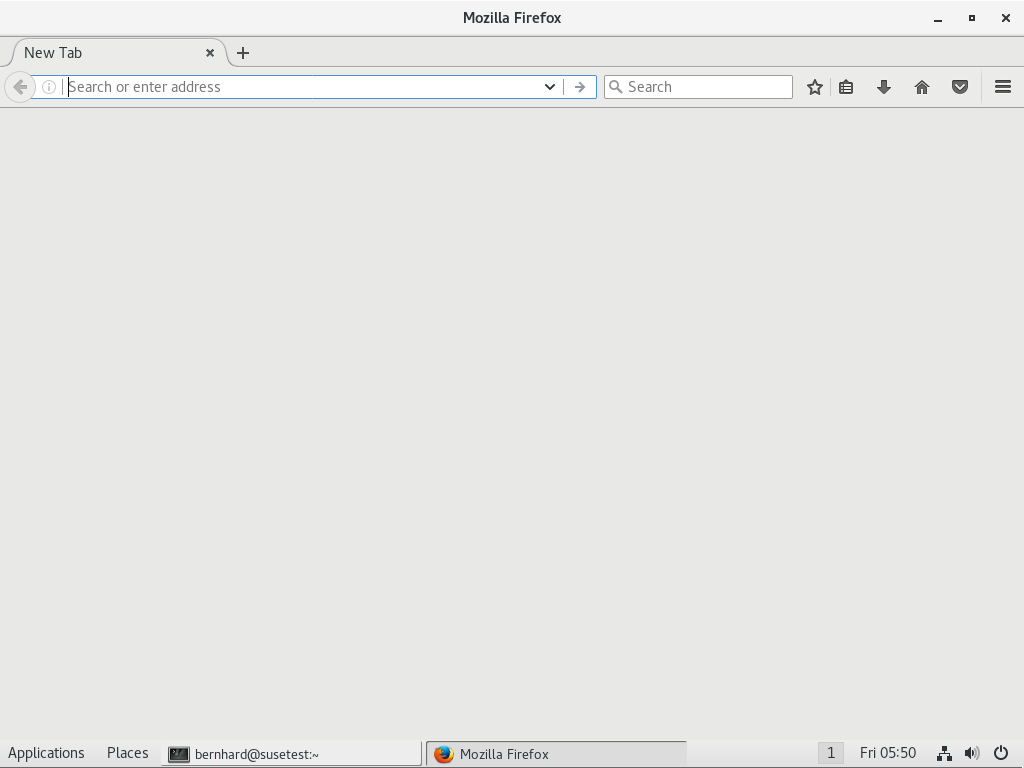 Mozilla Firefox
New Tab
Search or enter address
Search
Applications Places bernhard@susetest:~ Mozilla Firefox 1 Fri 05:50